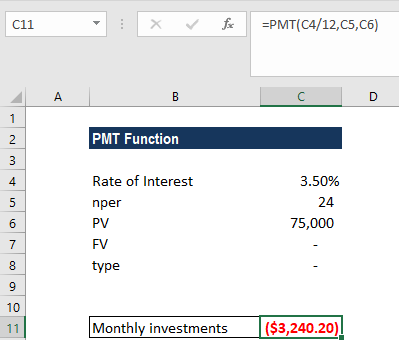 C11 fx =PMT(C4/12,C5,C6)
A B C D
1
2 PMT Function
3
4 Rate of Interest 3.50%
5 nper 24
6 PV 75,000
7 FV -
8 type -
9
10
11 Monthly investments ($3,240.20)